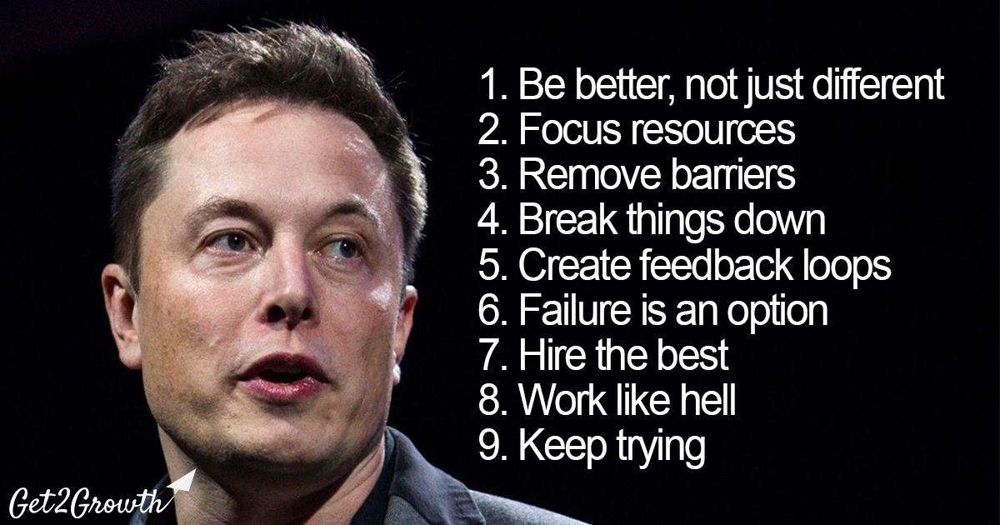 1. Be better, not just different
2. Focus resources
3. Remove barriers
4. Break things down
5. Create feedback loops
6. Failure is an option
7. Hire the best
8. Work like hell
9. Keep trying
Get2Growth